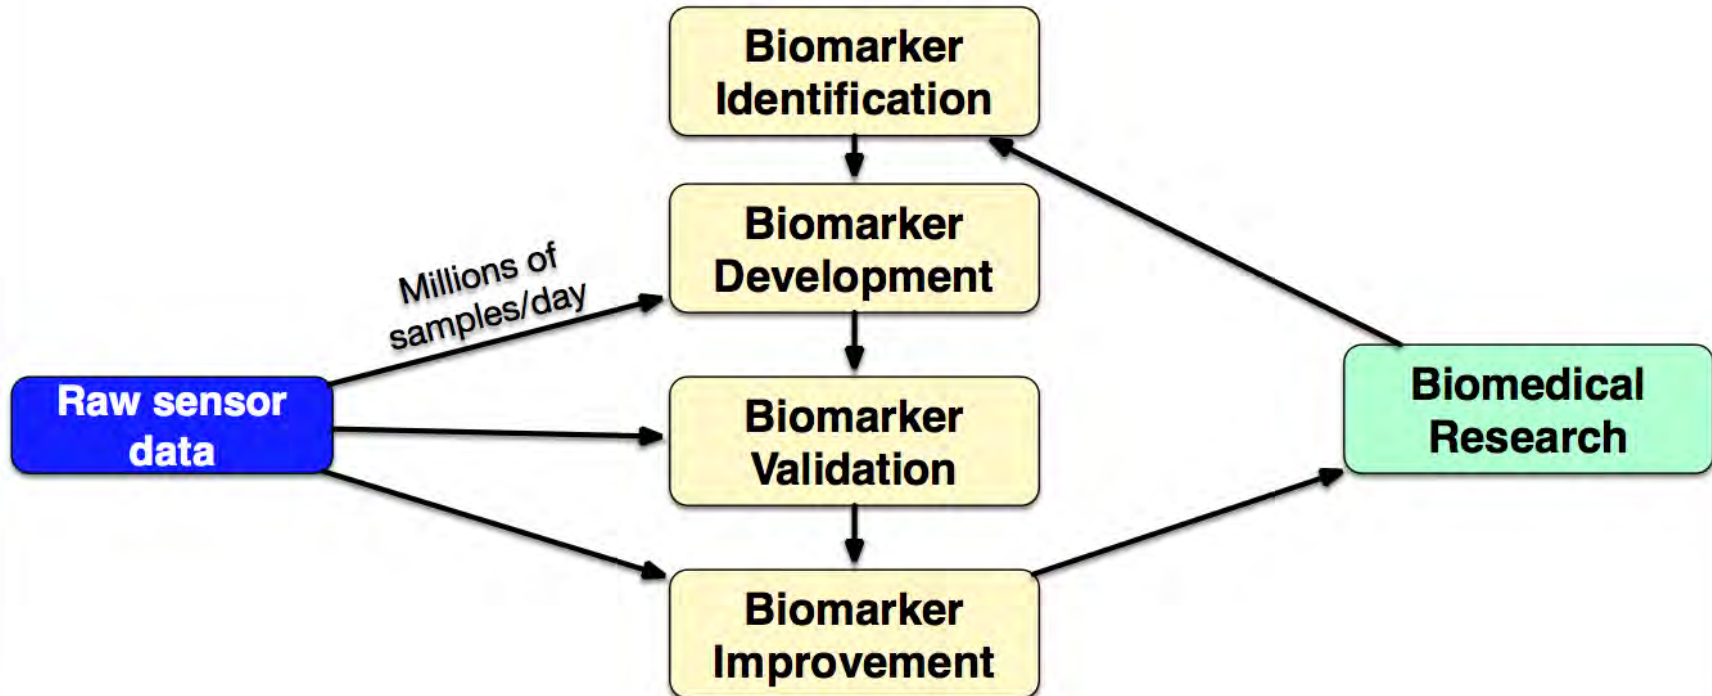 Biomarker
Identification
Biomarker
Development
Millions of
samples/day
Raw sensor
data
Biomarker
Validation
Biomedical
Research
Biomarker
Improvement